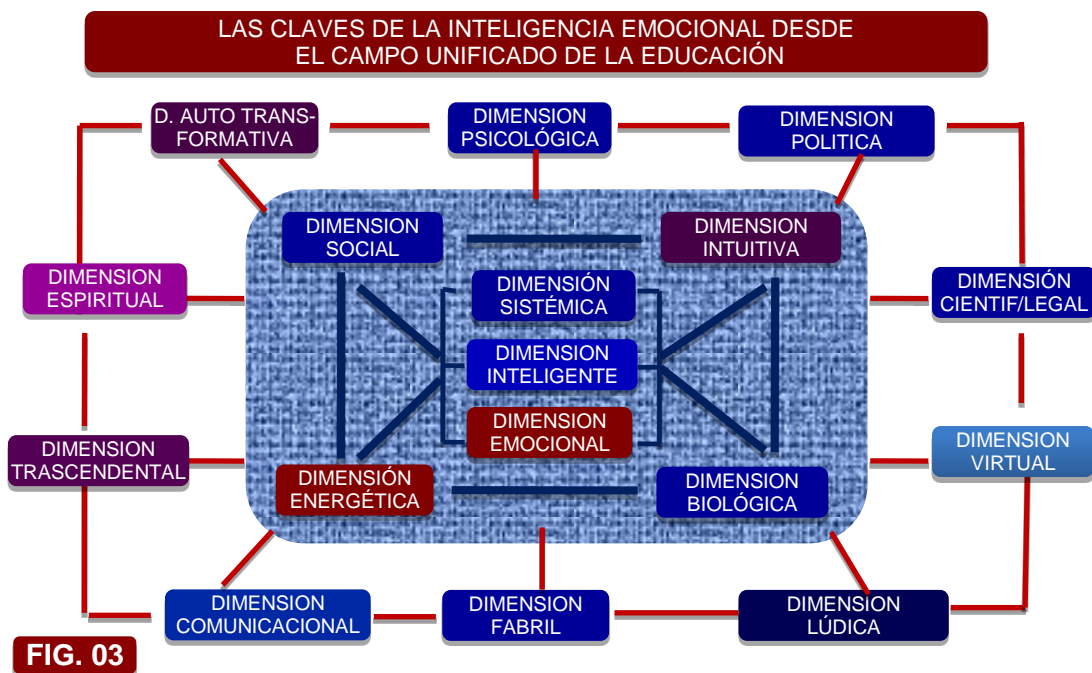 LAS CLAVES DE LA INTELIGENCIA EMOCIONAL DESDE
EL CAMPO UNIFICADO DE LA EDUCACIÓN
D. AUTO TRANS-
FORMATIVA
DIMENSION
PSICOLÓGICA
DIMENSION
POLITICA
DIMENSION
SOCIAL
DIMENSION
INTUITIVA
DIMENSION
ESPIRITUAL
DIMENSIÓN
SISTÉMICA
DIMENSIÓN
CIENTIF/LEGAL
DIMENSION
INTELIGENTE
DIMENSION
EMOCIONAL
DIMENSION
TRASCENDENTAL
DIMENSION
VIRTUAL
DIMENSIÓN
ENERGÉTICA
DIMENSION
BIOLÓGICA
DIMENSION
COMUNICACIONAL
DIMENSION
FABRIL
DIMENSION
LÚDICA
FIG. 03